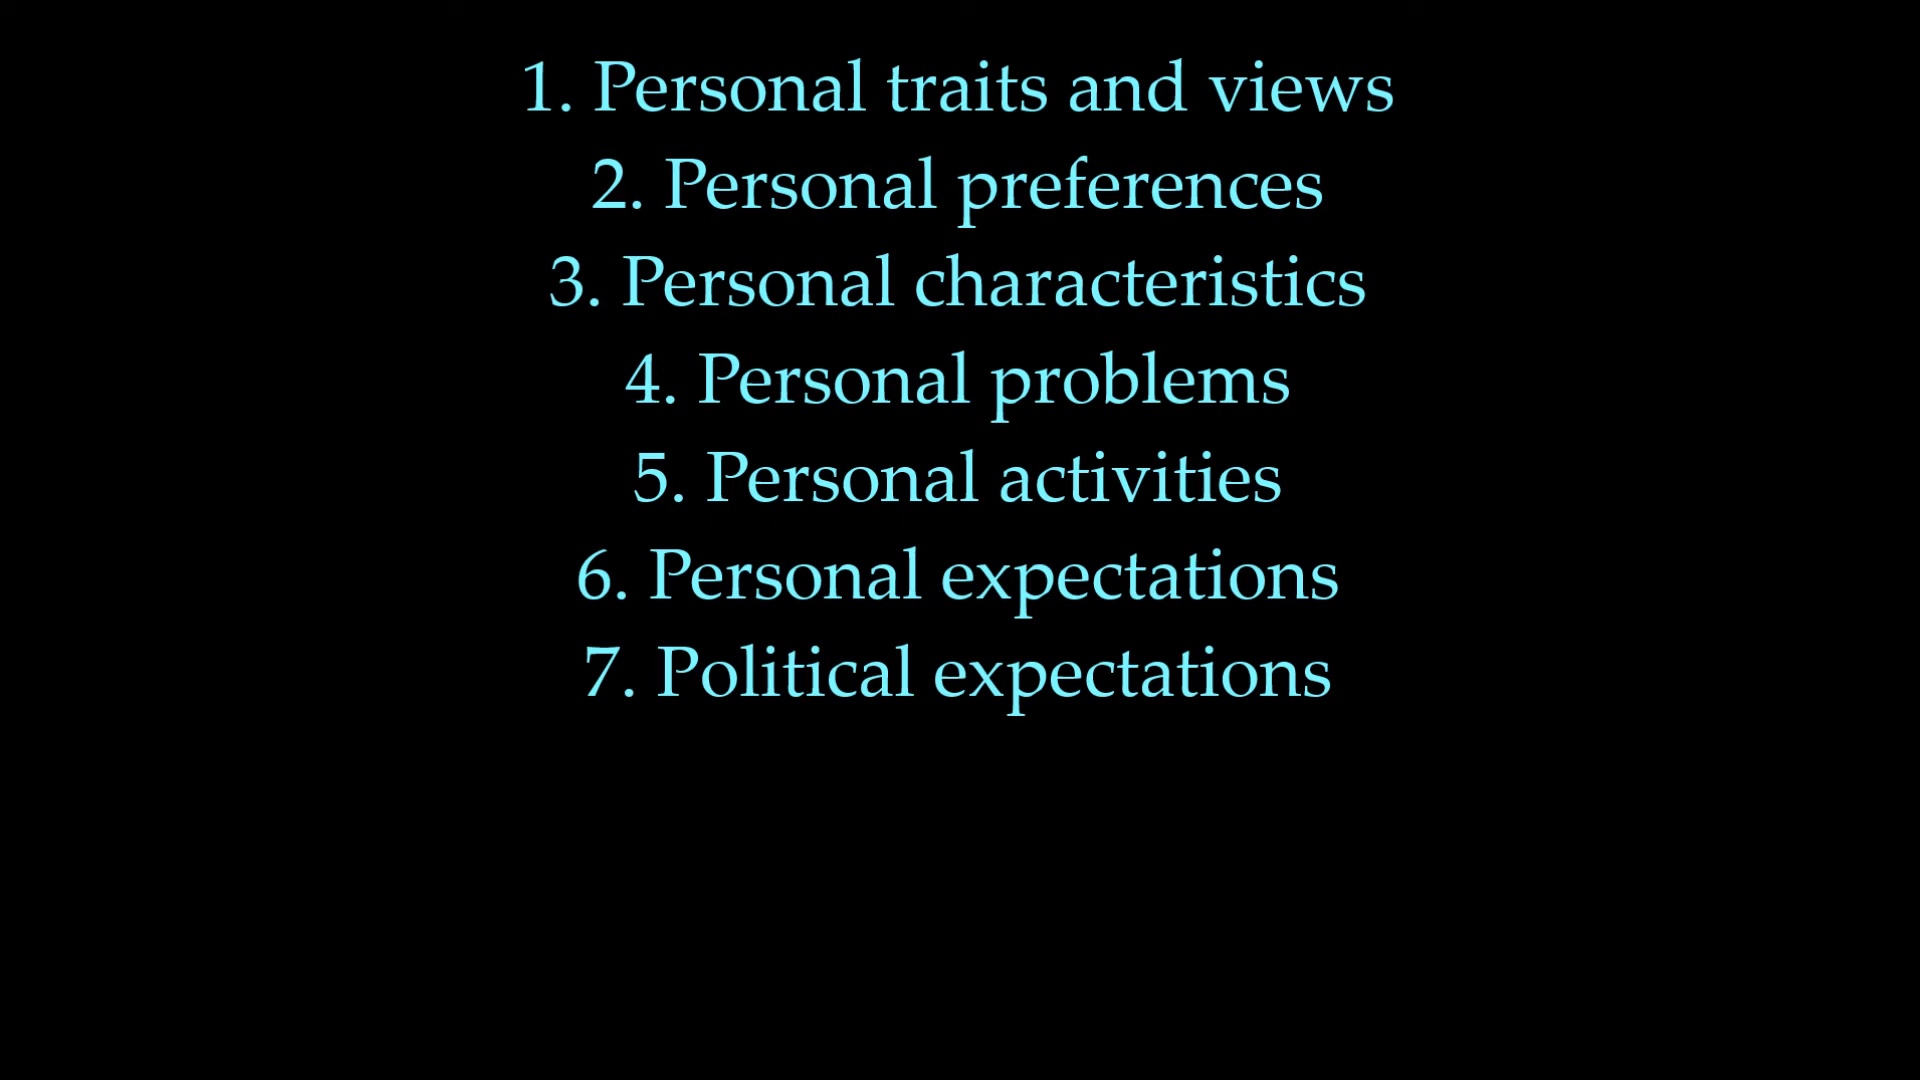 1. Personal traits and views
2. Personal preferences
3. Personal characteristics
4. Personal problems
5. Personal activities
6. Personal expectations
7. Political expectations